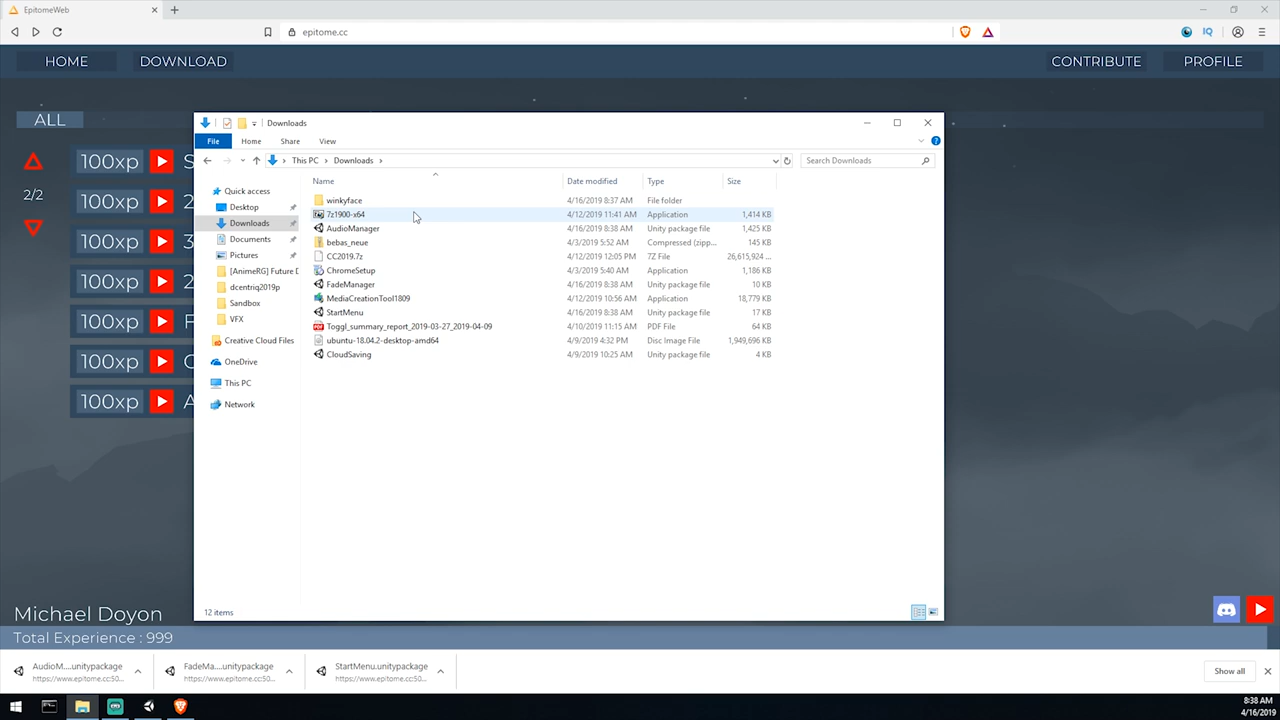 EpitomeWeb
epitome.cc
IQ
HOME DOWNLOAD CONTRIBUTE PROFILE
ALL
2/2
100xp S
100xp 2
100xp 3
100xp 2
100xp F
100xp C
100xp A
Downloads
File Home Share View
This PC Downloads Search Downloads
Name Date modified Type Size
Quick access
Desktop
Downloads
Documents
Pictures
[AnimeRG] Future D
dcentriq2019p
Sandbox
VFX
Creative Cloud Files
OneDrive
This PC
Network
winkyface 4/16/2019 8:37 AM File folder
7z1900-x64 4/12/2019 11:41 AM Application 1,414 KB
AudioManager 4/16/2019 8:38 AM Unity package file 1,425 KB
bebas_neue 4/3/2019 5:52 AM Compressed (zipp... 145 KB
CC2019.7z 4/12/2019 12:05 PM 7Z File 26,615,924 ...
ChromeSetup 4/3/2019 5:40 AM Application 1,186 KB
FadeManager 4/16/2019 8:38 AM Unity package file 10 KB
MediaCreationTool1809 4/12/2019 10:56 AM Application 18,779 KB
StartMenu 4/16/2019 8:38 AM Unity package file 17 KB
Toggl_summary_report_2019-03-27_2019-04-09 4/10/2019 11:15 AM PDF File 64 KB
ubuntu-18.04.2-desktop-amd64 4/9/2019 4:32 PM Disc Image File 1,949,696 KB
CloudSaving 4/9/2019 10:25 AM Unity package file 4 KB
12 items
Michael Doyon
Total Experience : 999
AudioM....unitypackage
https://www.epitome.cc:50...
FadeMa....unitypackage
https://www.epitome.cc:50...
StartMenu.unitypackage
https://www.epitome.cc:50...
Show all
8:38 AM
4/16/2019